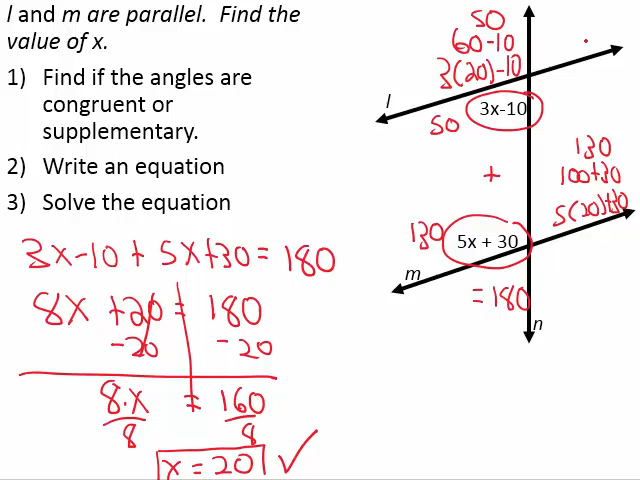 l and m are parallel. Find the
value of x.
1) Find if the angles are
congruent or
supplementary.
2) Write an equation
3) Solve the equation
3x-10 + 5x+30 = 180
8x +20 = 180
-20 -20
8·x = 160
8 8
x = 20 ✓
50
60-10
3(20)-10
l
3x-10
50
+
130
100+30
5(20)+30
130
5x + 30
m
= 180
n